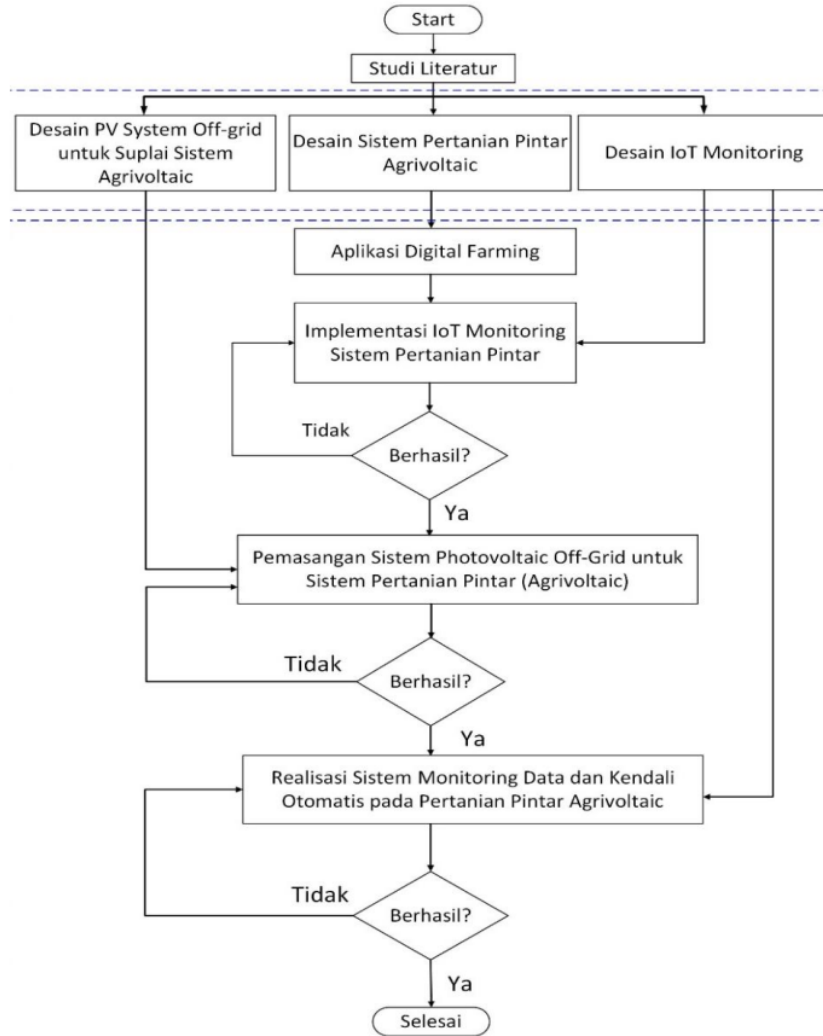 Start
Studi Literatur
Desain PV System Off-grid
untuk Suplai Sistem
Agrivoltaic
Desain Sistem Pertanian Pintar
Agrivoltaic
Desain IoT Monitoring
Aplikasi Digital Farming
Implementasi IoT Monitoring
Sistem Pertanian Pintar
Tidak
Berhasil?
Ya
Pemasangan Sistem Photovoltaic Off-Grid untuk
Sistem Pertanian Pintar (Agrivoltaic)
Tidak
Berhasil?
Ya
Realisasi Sistem Monitoring Data dan Kendali
Otomatis pada Pertanian Pintar Agrivoltaic
Tidak
Berhasil?
Ya
Selesai